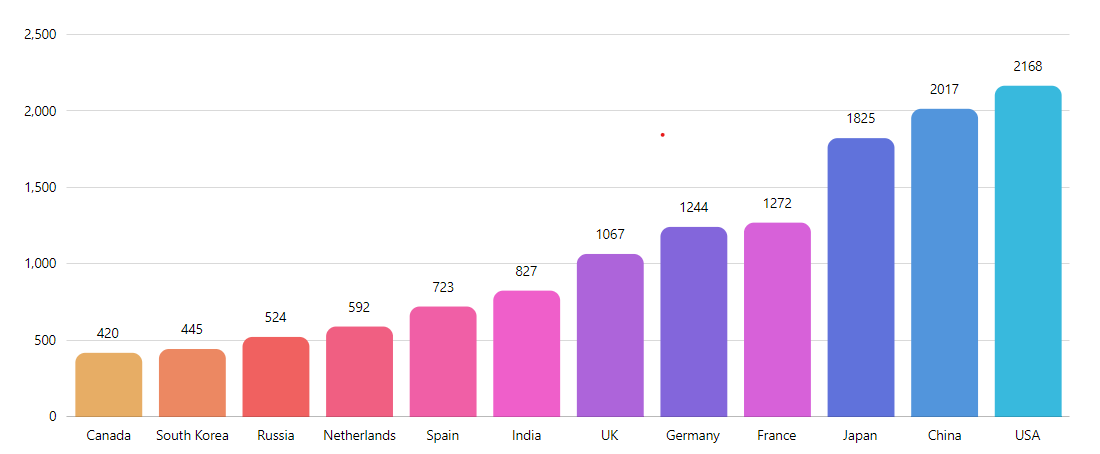 2,500
2,000
1,500
1,000
500
0
420
445
524
592
723
827
1067
1244
1272
1825
2017
2168
Canada
South Korea
Russia
Netherlands
Spain
India
UK
Germany
France
Japan
China
USA